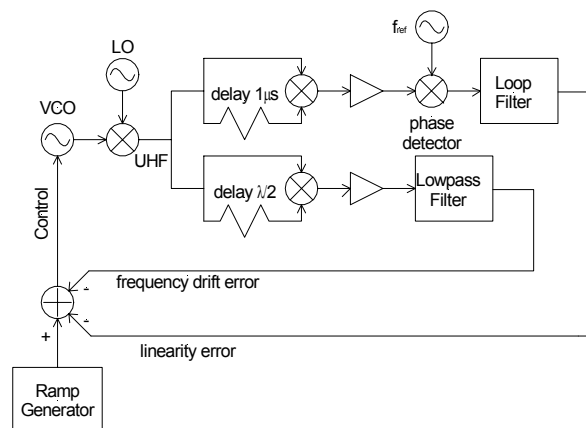 f ref
LO
VCO
delay 1μs
Loop
Filter
phase
detector
UHF
delay λ/2
Lowpass
Filter
Control
frequency drift error
-
-
+
linearity error
Ramp
Generator